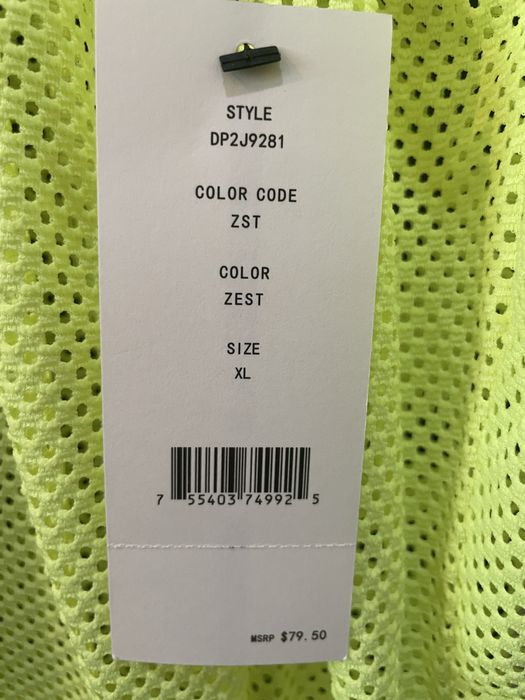 STYLE
DP2J9281
COLOR CODE
ZST
COLOR
ZEST
SIZE
XL
7 55403 74992 5
MSRP $79.50